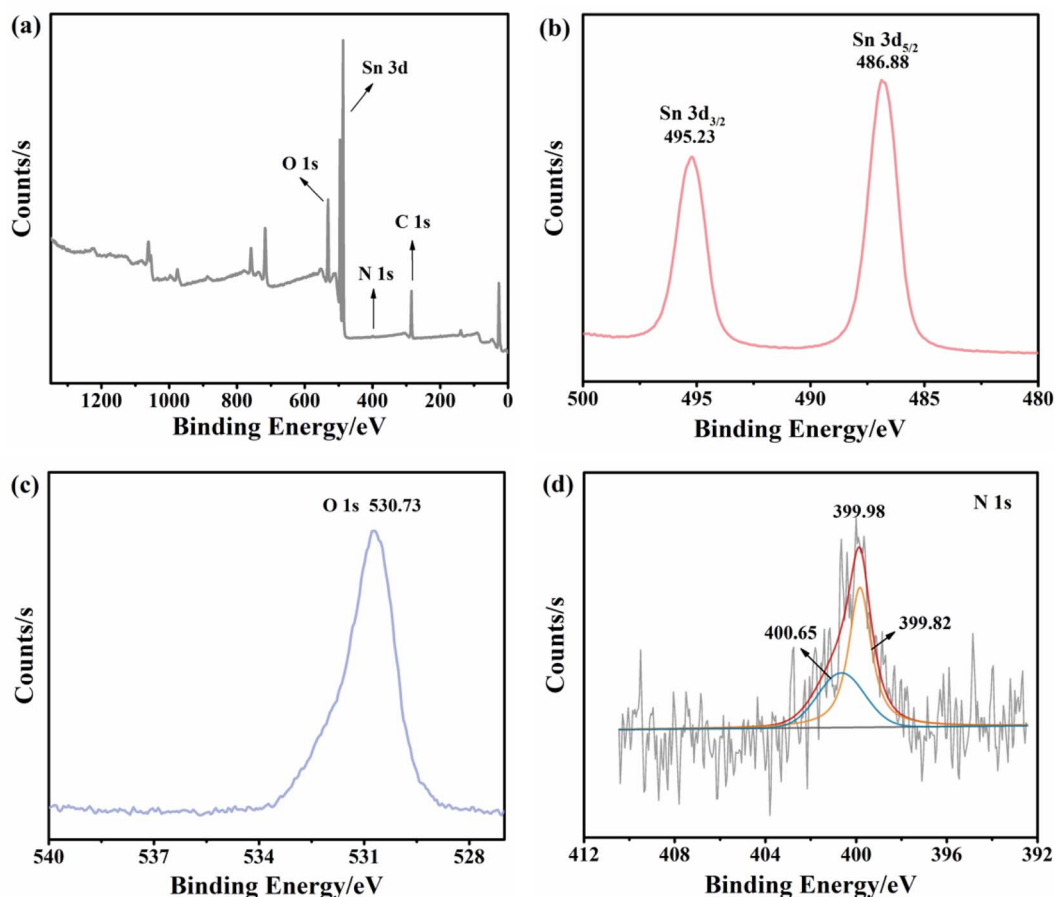 (a)
Sn 3d
O 1s
C 1s
N 1s
Counts/s
1200 1000 800 600 400 200 0
Binding Energy/eV
(b)
Sn 3d5/2
486.88
Sn 3d3/2
495.23
Counts/s
500 495 490 485 480
Binding Energy/eV
(c)
O 1s 530.73
Counts/s
540 537 534 531 528
Binding Energy/eV
(d)
N 1s
399.98
400.65
399.82
Counts/s
412 408 404 400 396 392
Binding Energy/eV